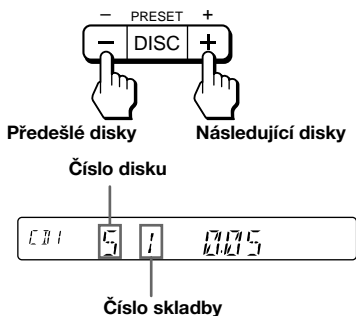 − PRESET +
− DISC +
Předešlé disky Následující disky
Číslo disku
CD1 5 1 0.05
Číslo skladby